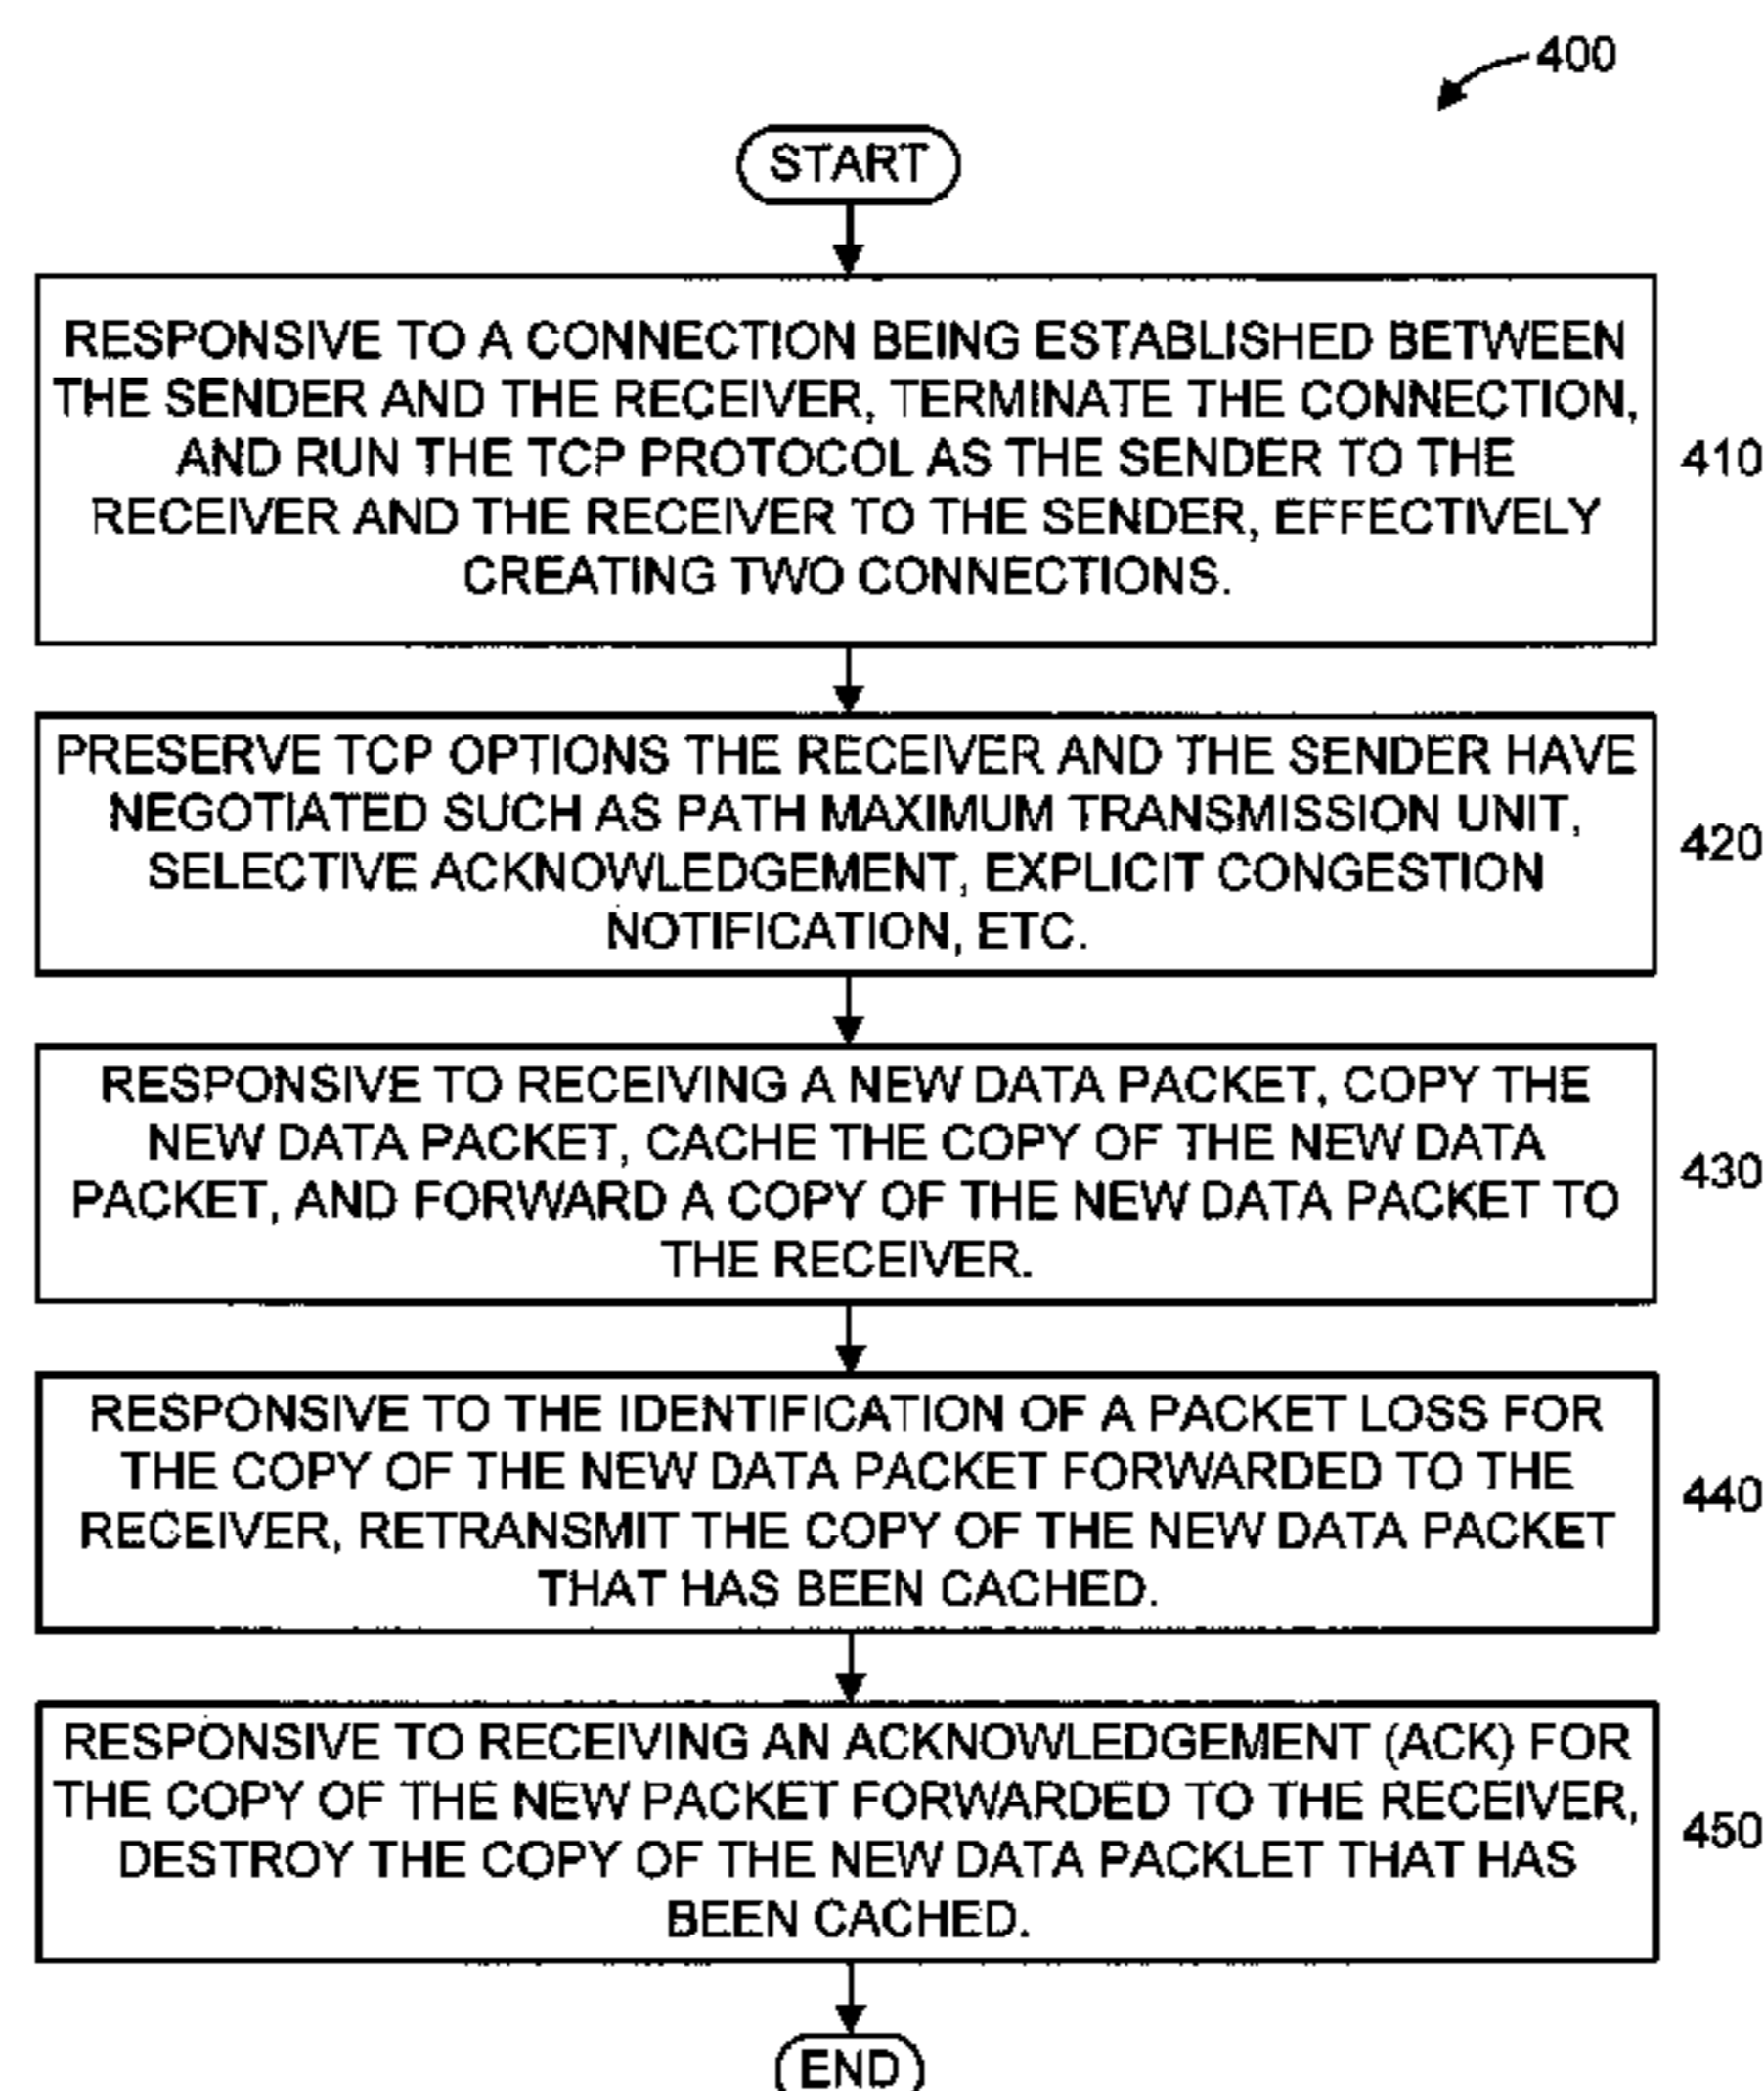 400
START
RESPONSIVE TO A CONNECTION BEING ESTABLISHED BETWEEN
THE SENDER AND THE RECEIVER, TERMINATE THE CONNECTION,
AND RUN THE TCP PROTOCOL AS THE SENDER TO THE
RECEIVER AND THE RECEIVER TO THE SENDER, EFFECTIVELY
CREATING TWO CONNECTIONS.
410
PRESERVE TCP OPTIONS THE RECEIVER AND THE SENDER HAVE
NEGOTIATED SUCH AS PATH MAXIMUM TRANSMISSION UNIT,
SELECTIVE ACKNOWLEDGEMENT, EXPLICIT CONGESTION
NOTIFICATION, ETC.
420
RESPONSIVE TO RECEIVING A NEW DATA PACKET, COPY THE
NEW DATA PACKET, CACHE THE COPY OF THE NEW DATA
PACKET, AND FORWARD A COPY OF THE NEW DATA PACKET TO
THE RECEIVER.
430
RESPONSIVE TO THE IDENTIFICATION OF A PACKET LOSS FOR
THE COPY OF THE NEW DATA PACKET FORWARDED TO THE
RECEIVER, RETRANSMIT THE COPY OF THE NEW DATA PACKET
THAT HAS BEEN CACHED.
440
RESPONSIVE TO RECEIVING AN ACKNOWLEDGEMENT (ACK) FOR
THE COPY OF THE NEW PACKET FORWARDED TO THE RECEIVER,
DESTROY THE COPY OF THE NEW DATA PACKLET THAT HAS
BEEN CACHED.
450
END